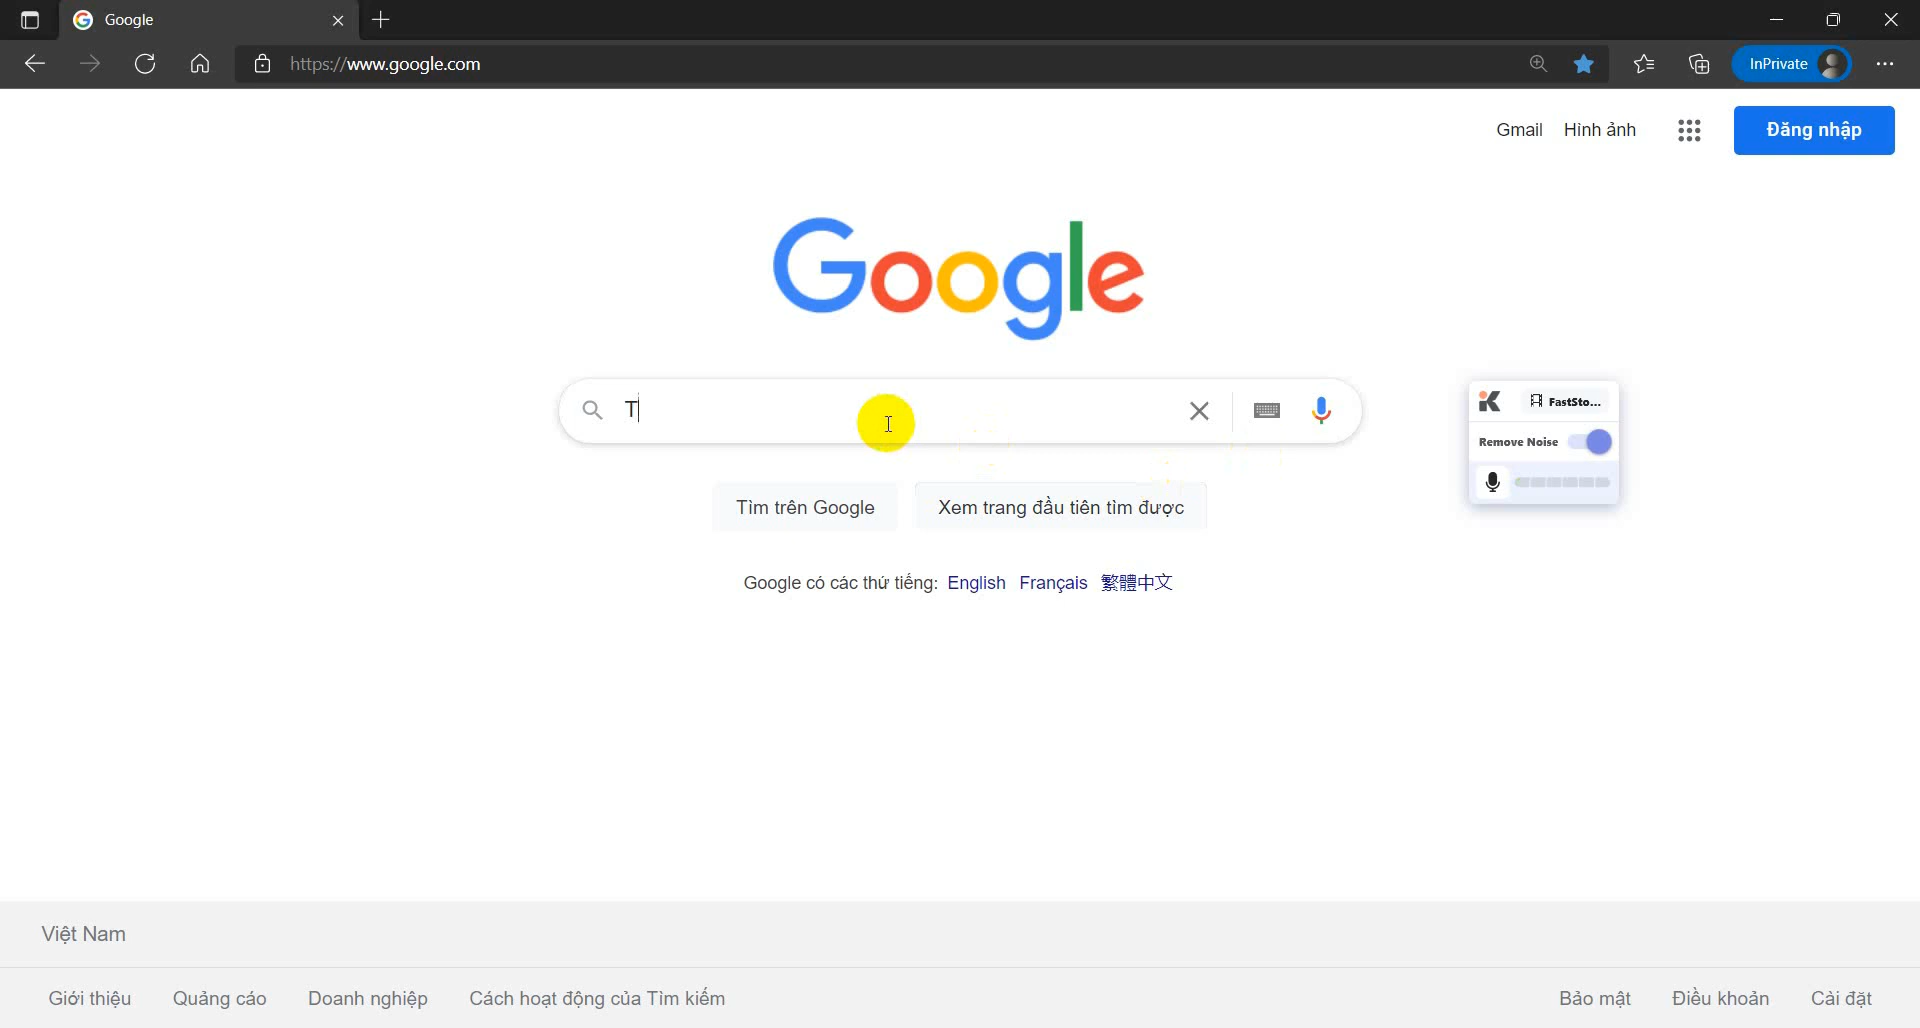 Google
https://www.google.com
InPrivate
Gmail Hình ảnh Đăng nhập
Google
T
FastSto...
Remove Noise
Tìm trên Google Xem trang đầu tiên tìm được
Google có các thứ tiếng: English Français 繁體中文
Việt Nam
Giới thiệu Quảng cáo Doanh nghiệp Cách hoạt động của Tìm kiếm Bảo mật Điều khoản Cài đặt